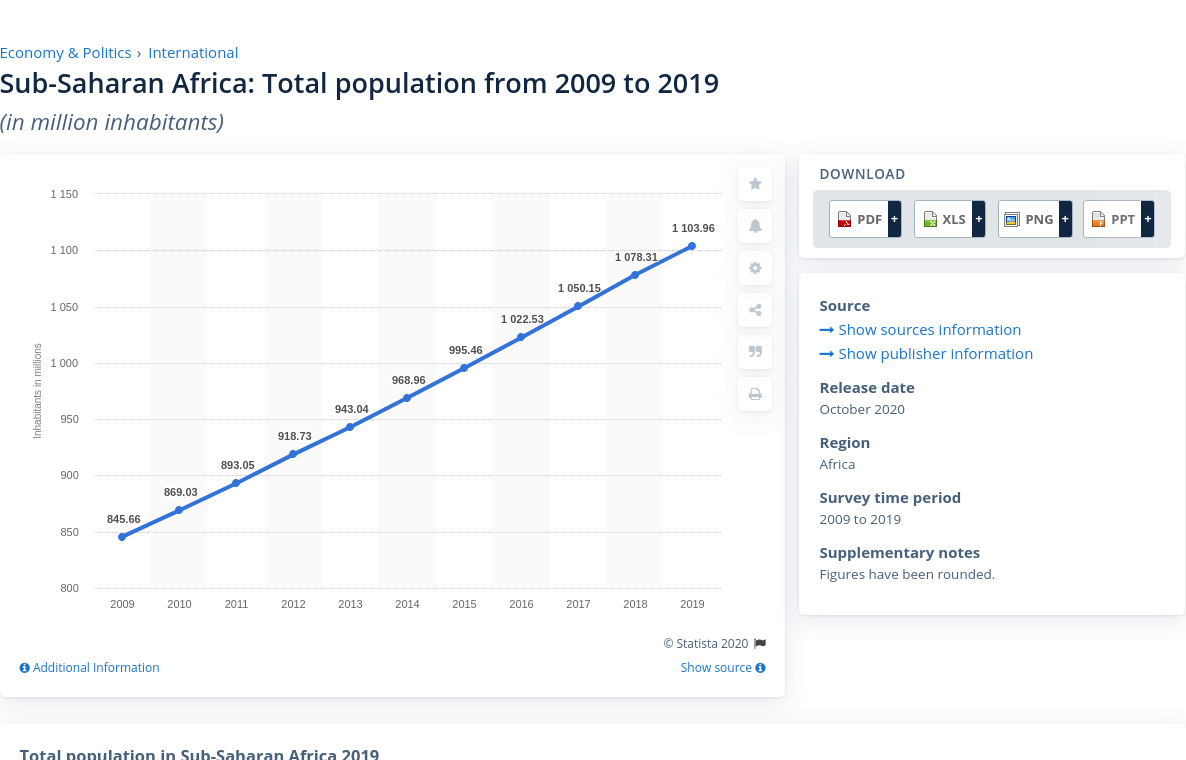 Economy & Politics › International
Sub-Saharan Africa: Total population from 2009 to 2019
(in million inhabitants)
Inhabitants in millions
1 150
1 100
1 050
1 000
950
900
850
800
845.66
869.03
893.05
918.73
943.04
968.96
995.46
1 022.53
1 050.15
1 078.31
1 103.96
2009 2010 2011 2012 2013 2014 2015 2016 2017 2018 2019
© Statista 2020
Additional Information
Show source
DOWNLOAD
PDF + XLS + PNG + PPT +
Source
Show sources information
Show publisher information
Release date
October 2020
Region
Africa
Survey time period
2009 to 2019
Supplementary notes
Figures have been rounded.
Total population in Sub-Saharan Africa 2019